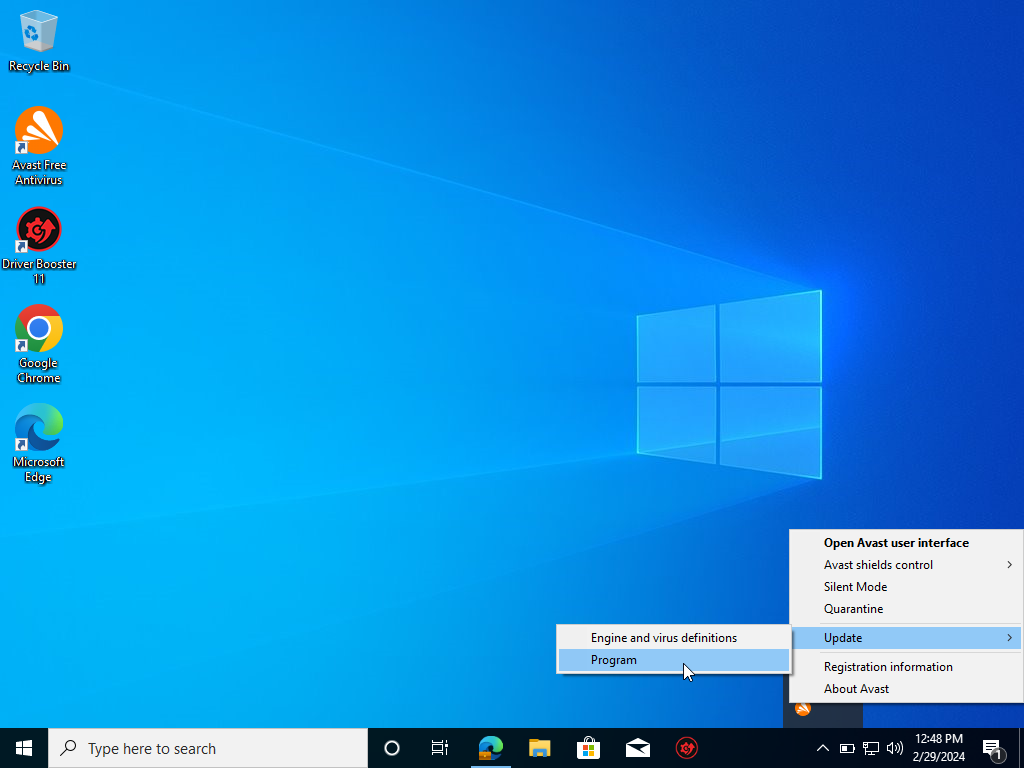 Recycle Bin
Avast Free
Antivirus
Driver Booster
11
Google
Chrome
Microsoft
Edge
Open Avast user interface
Avast shields control
Silent Mode
Quarantine
Update
Registration information
About Avast
Engine and virus definitions
Program
Type here to search
12:48 PM
2/29/2024
1